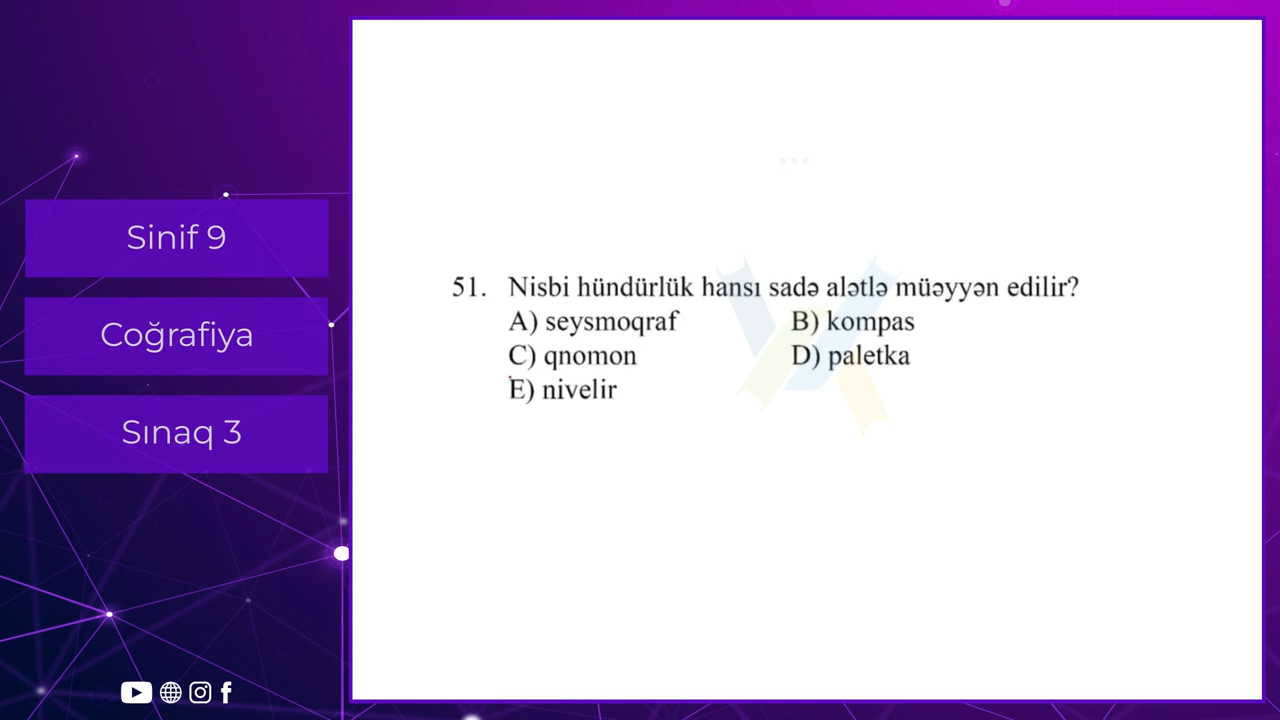 Sinif 9
Coğrafiya
Sınaq 3
51. Nisbi hündürlük hansı sadə alətlə müəyyən edilir?
A) seysmoqraf B) kompas
C) qnomon D) paletka
E) nivelir